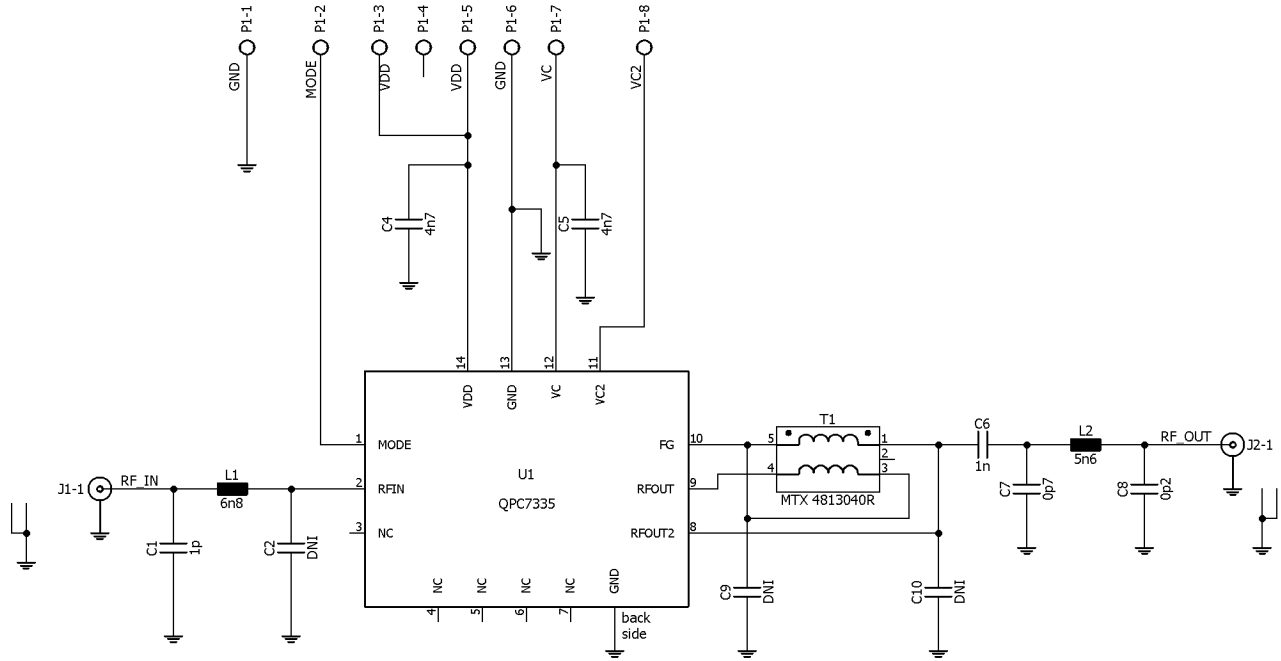 P1-1
P1-2
P1-3
P1-4
P1-5
P1-6
P1-7
P1-8
GND
MODE
VDD
VDD
GND
VC
VC2
C4
4n7
C5
4n7
14
13
12
11
VDD
GND
VC
VC2
1
MODE
FG
10
T1
5
1
2
4
3
MTX 4813040R
C6
1n
L2
5n6
RF_OUT
J2-1
C7
0p7
C8
0p2
U1
QPC7335
J1-1
RF_IN
L1
6n8
2
RFIN
RFOUT
9
3
NC
RFOUT2
8
C1
1p
C2
DNI
NC
NC
NC
NC
GND
4
5
6
7
back
side
C9
DNI
C10
DNI